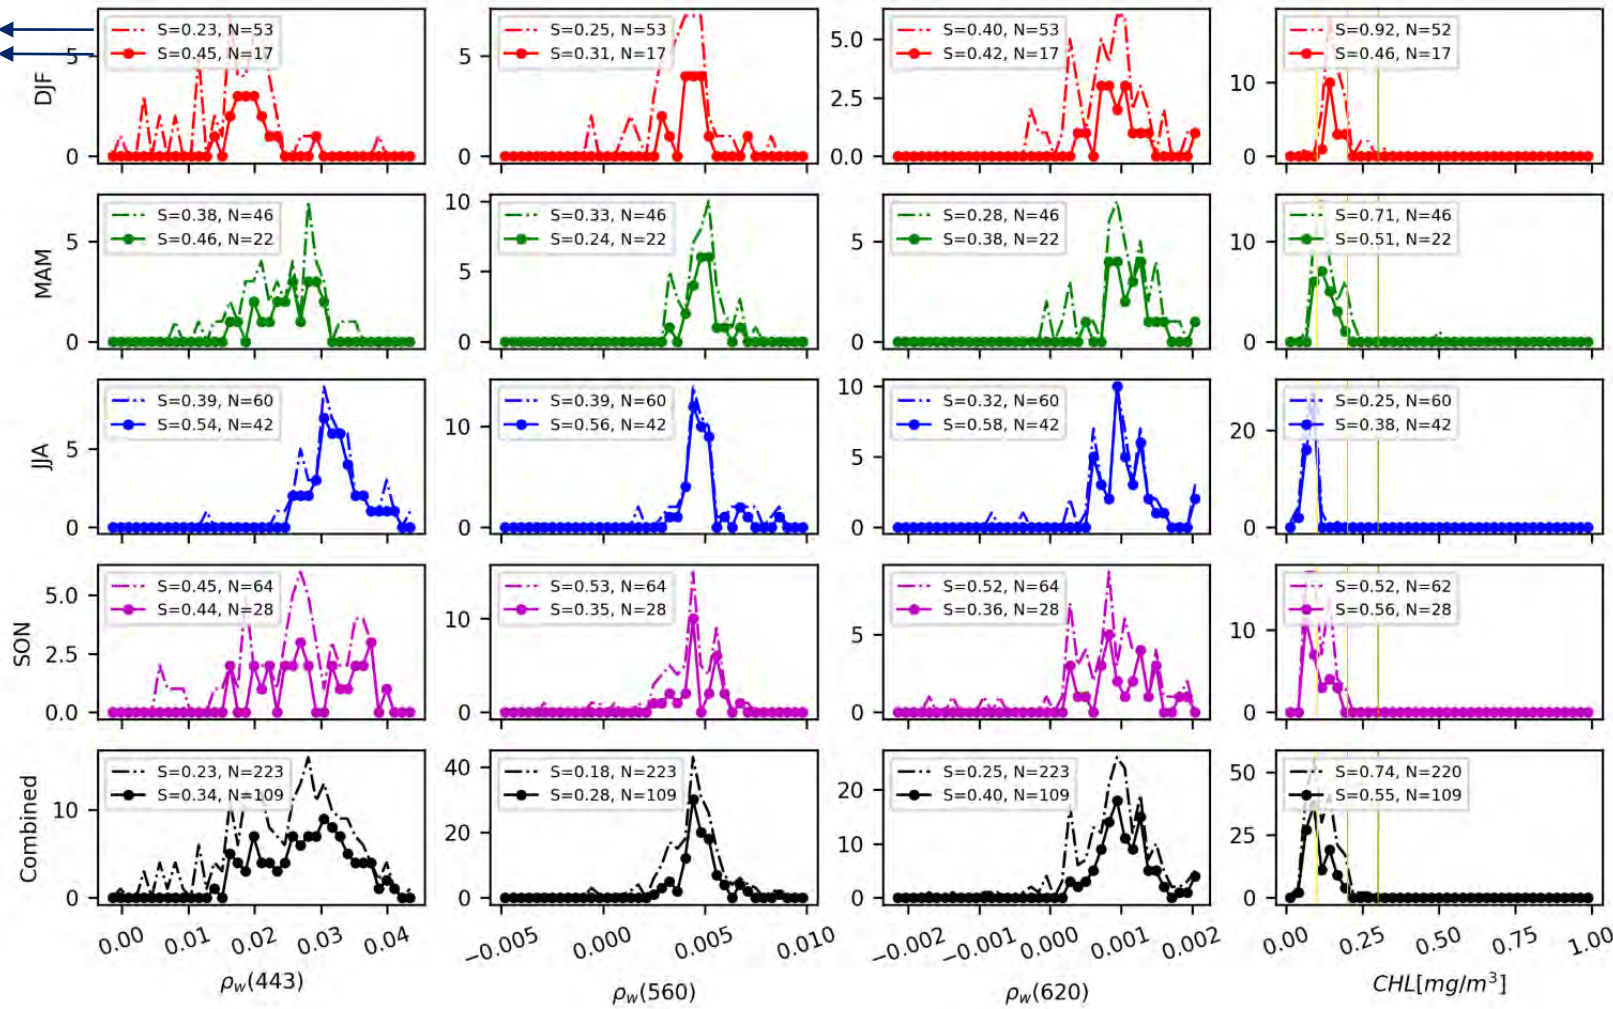 S=0.23, N=53
S=0.45, N=17
5
0
DJF
S=0.25, N=53
S=0.31, N=17
5
0
S=0.40, N=53
S=0.42, N=17
5.0
2.5
0.0
S=0.92, N=52
S=0.46, N=17
10
0
S=0.38, N=46
S=0.46, N=22
5
0
MAM
S=0.33, N=46
S=0.24, N=22
10
5
0
S=0.28, N=46
S=0.38, N=22
5
0
S=0.71, N=46
S=0.51, N=22
10
0
S=0.39, N=60
S=0.54, N=42
5
0
JJA
S=0.39, N=60
S=0.56, N=42
10
0
S=0.32, N=60
S=0.58, N=42
10
5
0
S=0.25, N=60
S=0.38, N=42
20
0
S=0.45, N=64
S=0.44, N=28
5.0
2.5
0.0
SON
S=0.53, N=64
S=0.35, N=28
10
0
S=0.52, N=64
S=0.36, N=28
5
0
S=0.52, N=62
S=0.56, N=28
10
0
S=0.23, N=223
S=0.34, N=109
10
0
Combined
S=0.18, N=223
S=0.28, N=109
40
20
0
S=0.25, N=223
S=0.40, N=109
20
10
0
S=0.74, N=220
S=0.55, N=109
50
25
0
0.00 0.01 0.02 0.03 0.04
−0.005 0.000 0.005 0.010
−0.002 −0.001 0.000 0.001 0.002
0.00 0.25 0.50 0.75 1.00
ρw(443)
ρw(560)
ρw(620)
CHL[mg/m³]